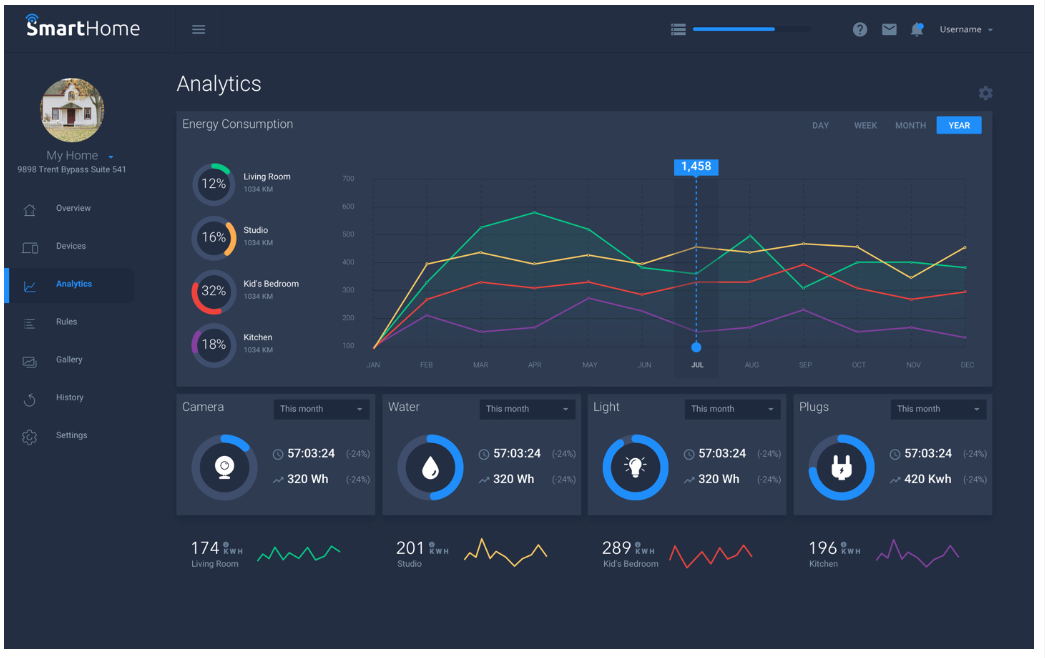 SmartHome
Username
My Home
9898 Trent Bypass Suite 541
Overview
Devices
Analytics
Rules
Gallery
History
Settings
Analytics
Energy Consumption
DAY WEEK MONTH YEAR
12% Living Room
1034 KM
16% Studio
1034 KM
32% Kid's Bedroom
1034 KM
18% Kitchen
1034 KM
1,458
700
600
500
400
300
200
100
JAN FEB MAR APR MAY JUN JUL AUG SEP OCT NOV DEC
Camera This month
57:03:24 (-24%)
320 Wh (-24%)
Water This month
57:03:24 (-24%)
320 Wh (-24%)
Light This month
57:03:24 (-24%)
320 Wh (-24%)
Plugs This month
57:03:24 (-24%)
420 Kwh (-24%)
174 KWH
Living Room
201 KWH
Studio
289 KWH
Kid's Bedroom
196 KWH
Kitchen